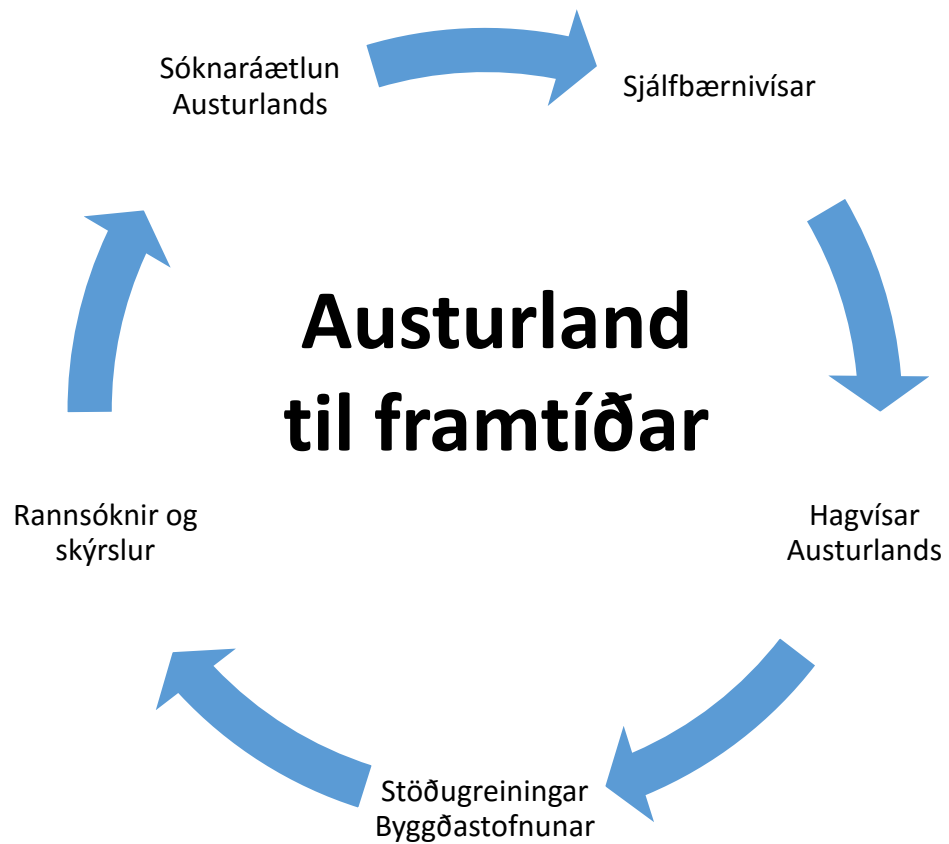 Sóknaráætlun
Austurlands
Sjálfbærnivísar
Austurland
til framtíðar
Hagvísar
Austurlands
Stöðugreiningar
Byggðastofnunar
Rannsóknir og
skýrslur